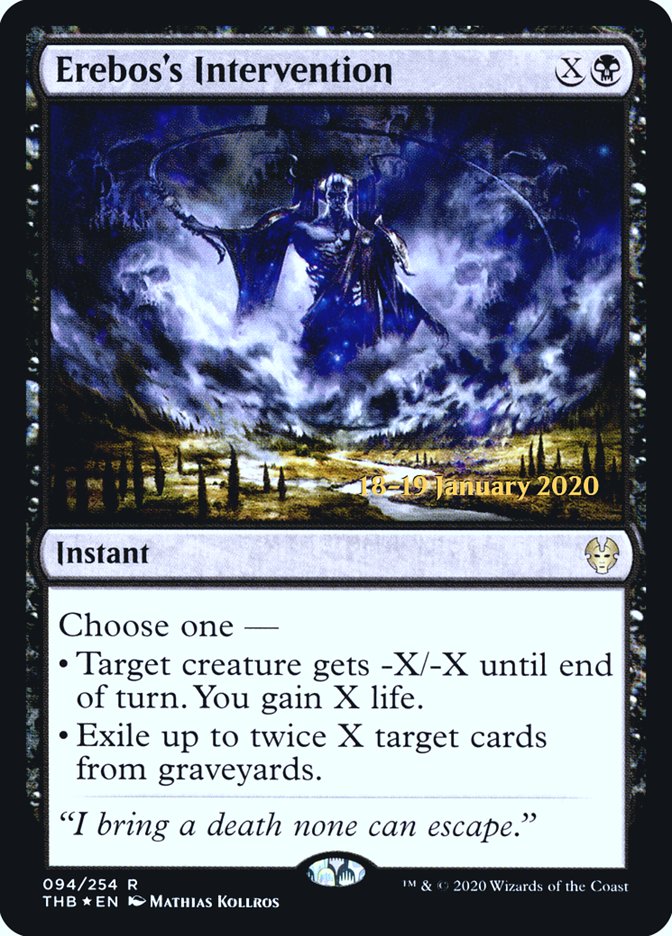 Erebos's Intervention X
18–19 January 2020
Instant
Choose one —
• Target creature gets -X/-X until end
of turn. You gain X life.
• Exile up to twice X target cards
from graveyards.
“I bring a death none can escape.”
094/254 R
THB ★ EN Mathias Kollros
™ & © 2020 Wizards of the Coast